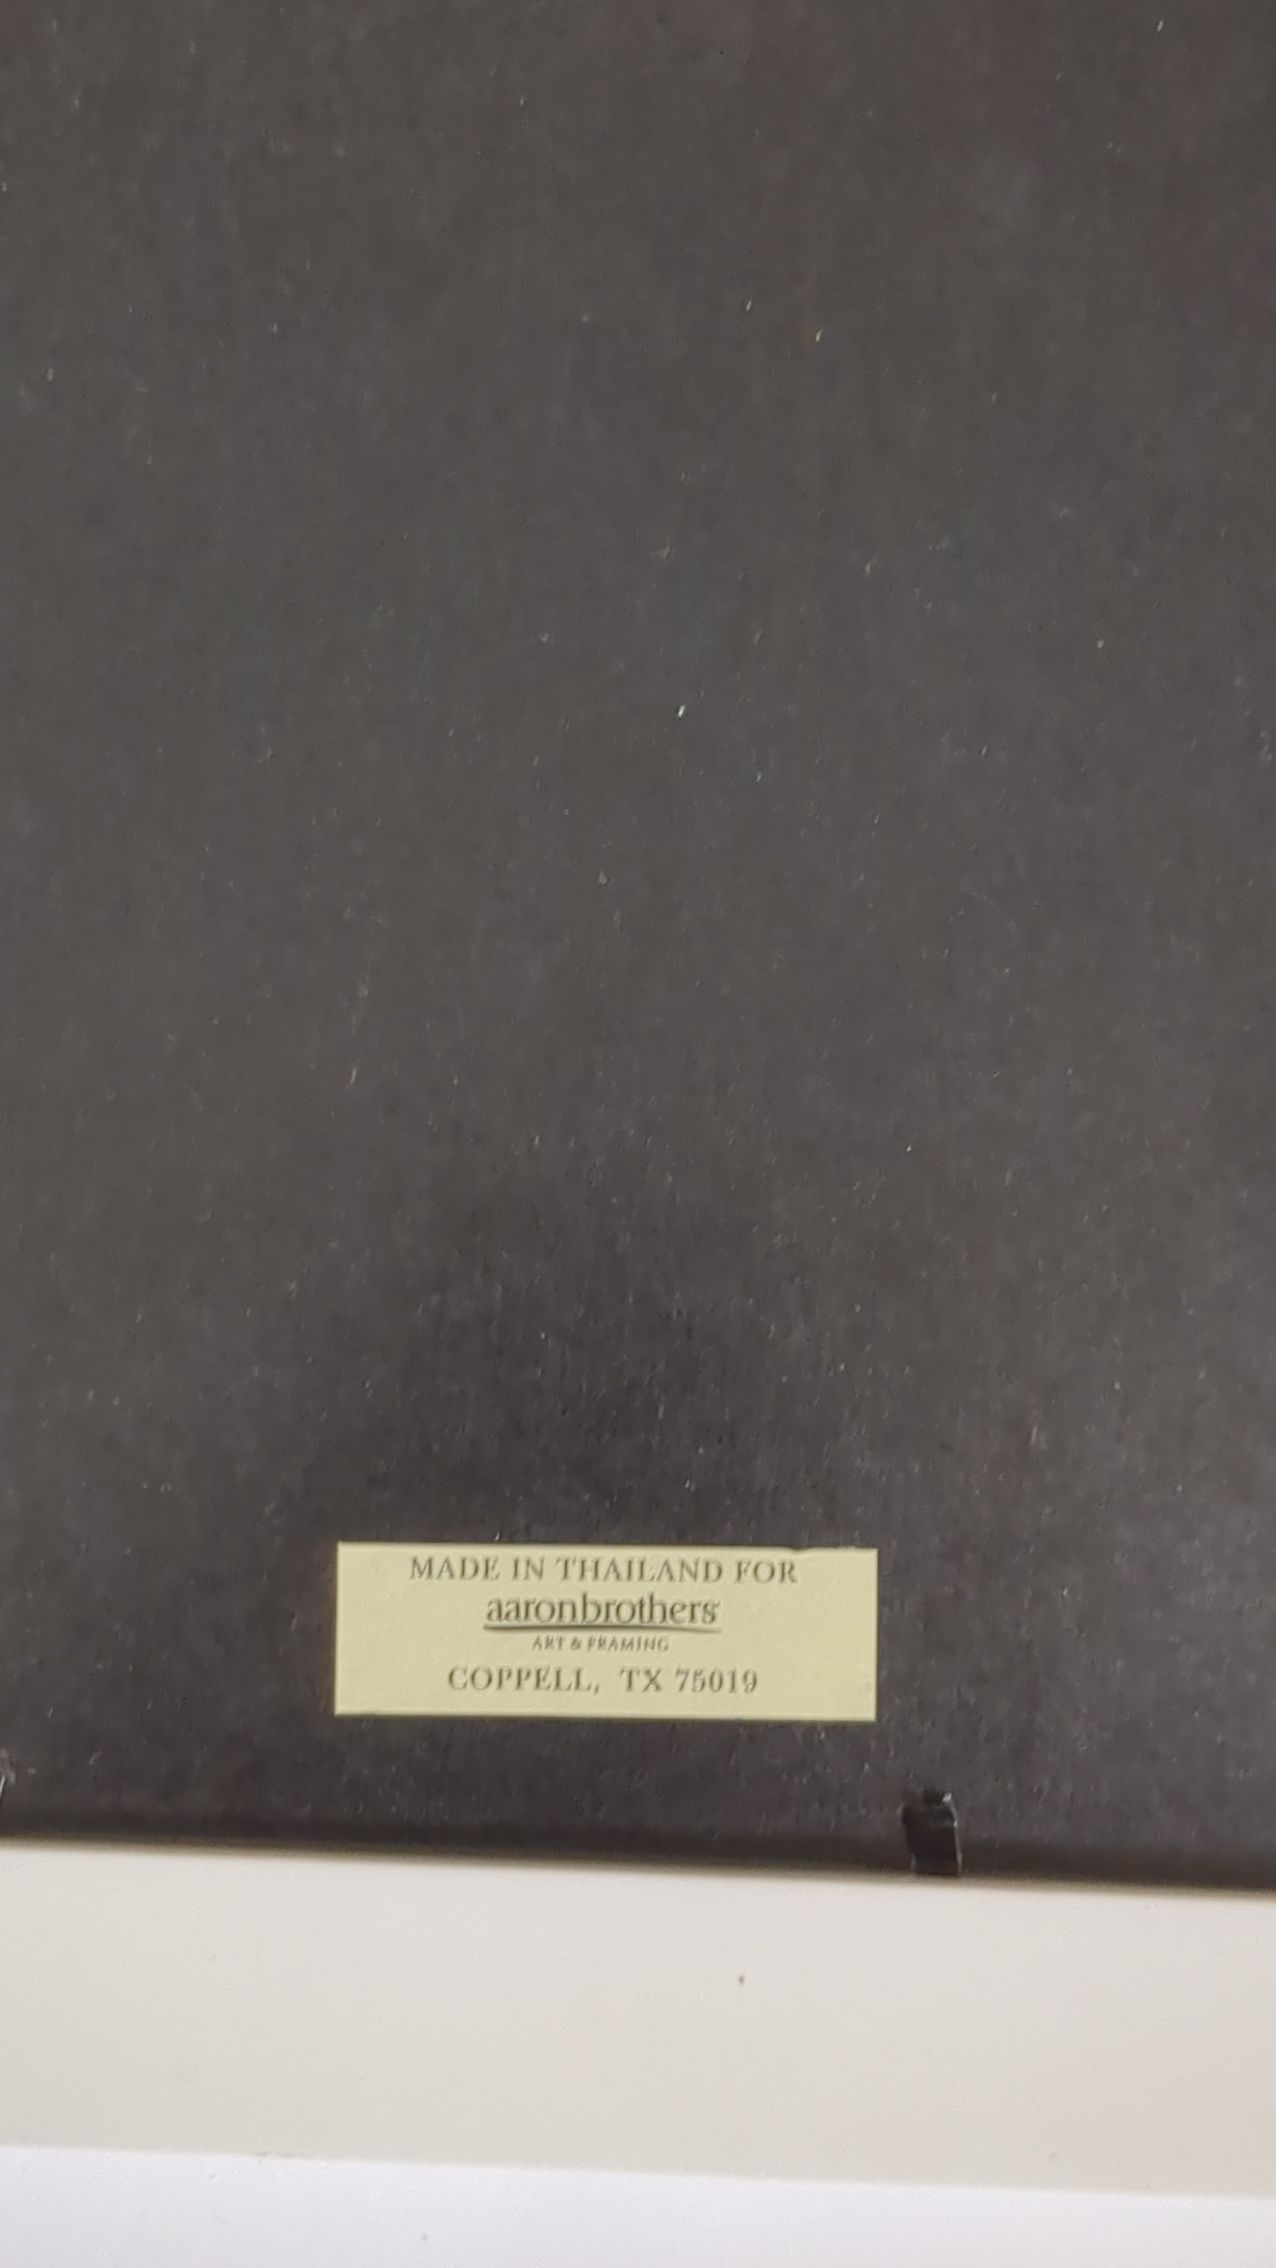 MADE IN THAILAND FOR
aaronbrothers
ART & FRAMING
COPPELL, TX 75019